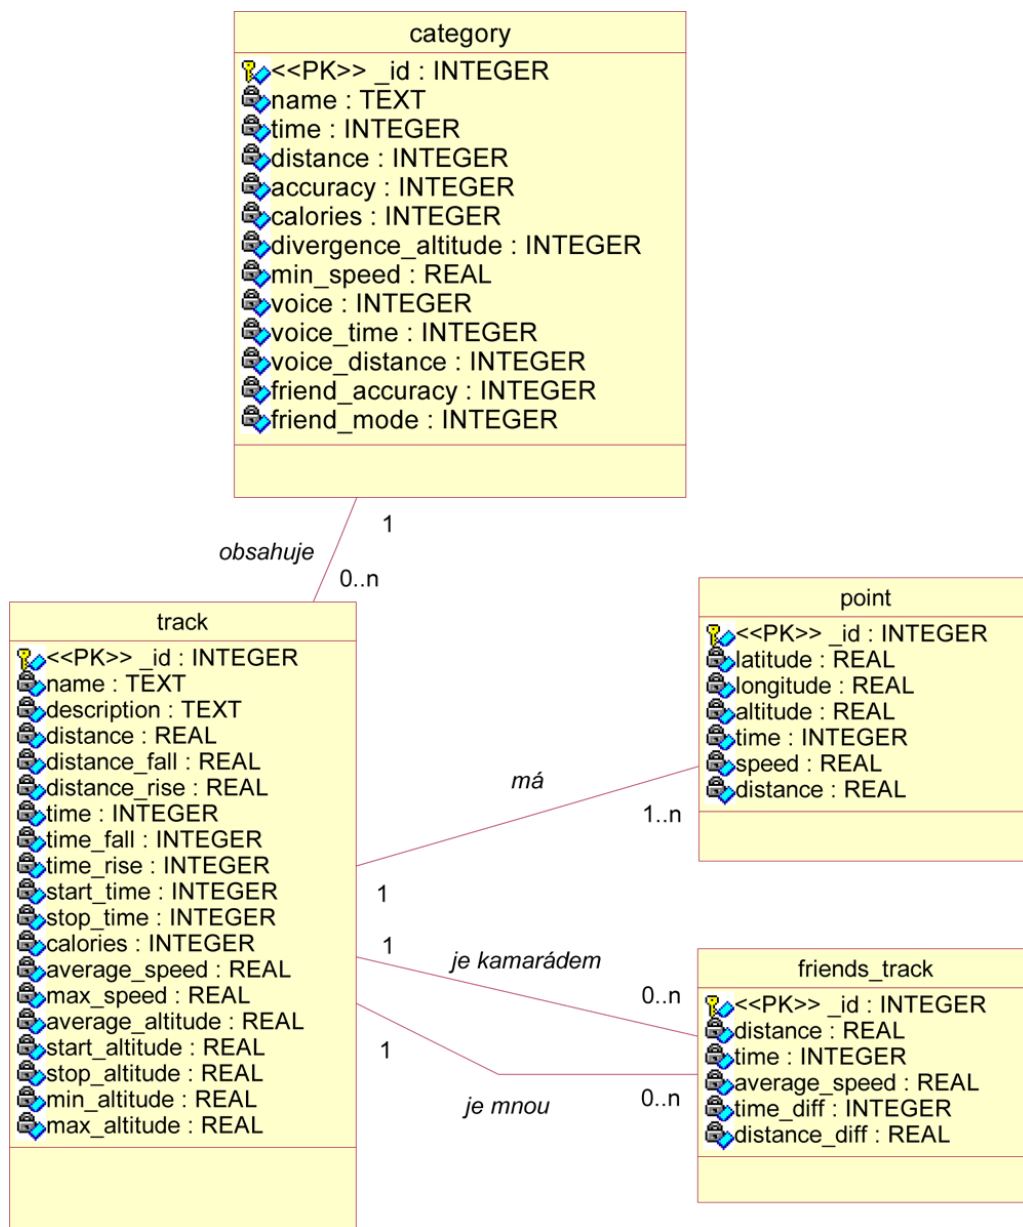 category
<<PK>> _id : INTEGER
name : TEXT
time : INTEGER
distance : INTEGER
accuracy : INTEGER
calories : INTEGER
divergence_altitude : INTEGER
min_speed : REAL
voice : INTEGER
voice_time : INTEGER
voice_distance : INTEGER
friend_accuracy : INTEGER
friend_mode : INTEGER
1
obsahuje
0..n
track
<<PK>> _id : INTEGER
name : TEXT
description : TEXT
distance : REAL
distance_fall : REAL
distance_rise : REAL
time : INTEGER
time_fall : INTEGER
time_rise : INTEGER
start_time : INTEGER
stop_time : INTEGER
calories : INTEGER
average_speed : REAL
max_speed : REAL
average_altitude : REAL
start_altitude : REAL
stop_altitude : REAL
min_altitude : REAL
max_altitude : REAL
point
<<PK>> _id : INTEGER
latitude : REAL
longitude : REAL
altitude : REAL
time : INTEGER
speed : REAL
distance : REAL
má
1..n
1
1
je kamarádem
0..n
1
je mnou
0..n
friends_track
<<PK>> _id : INTEGER
distance : REAL
time : INTEGER
average_speed : REAL
time_diff : INTEGER
distance_diff : REAL